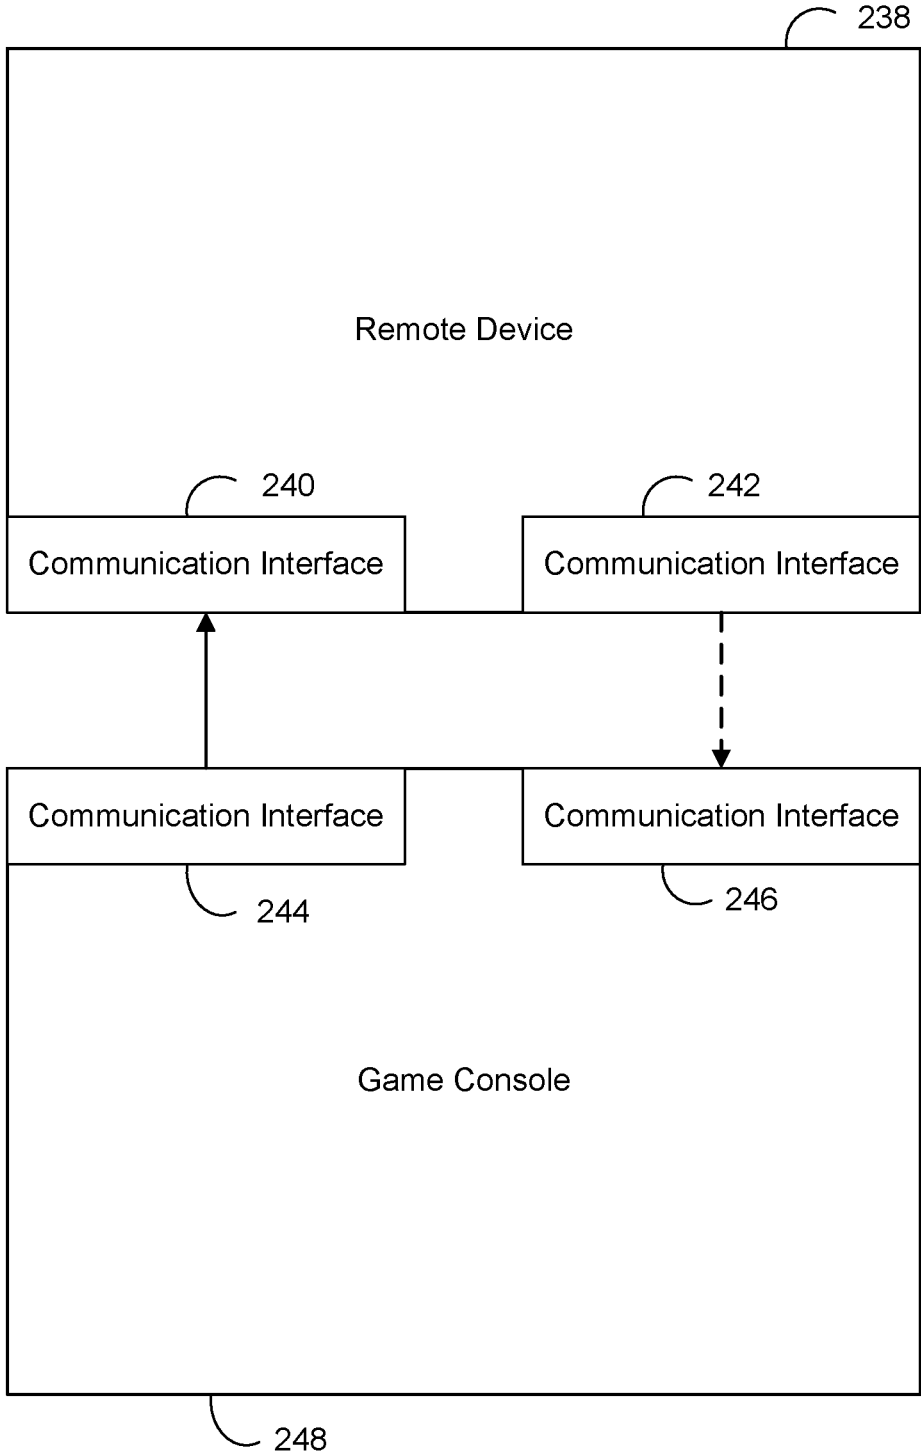 238
Remote Device
240
242
Communication Interface
Communication Interface
Communication Interface
Communication Interface
244
246
Game Console
248